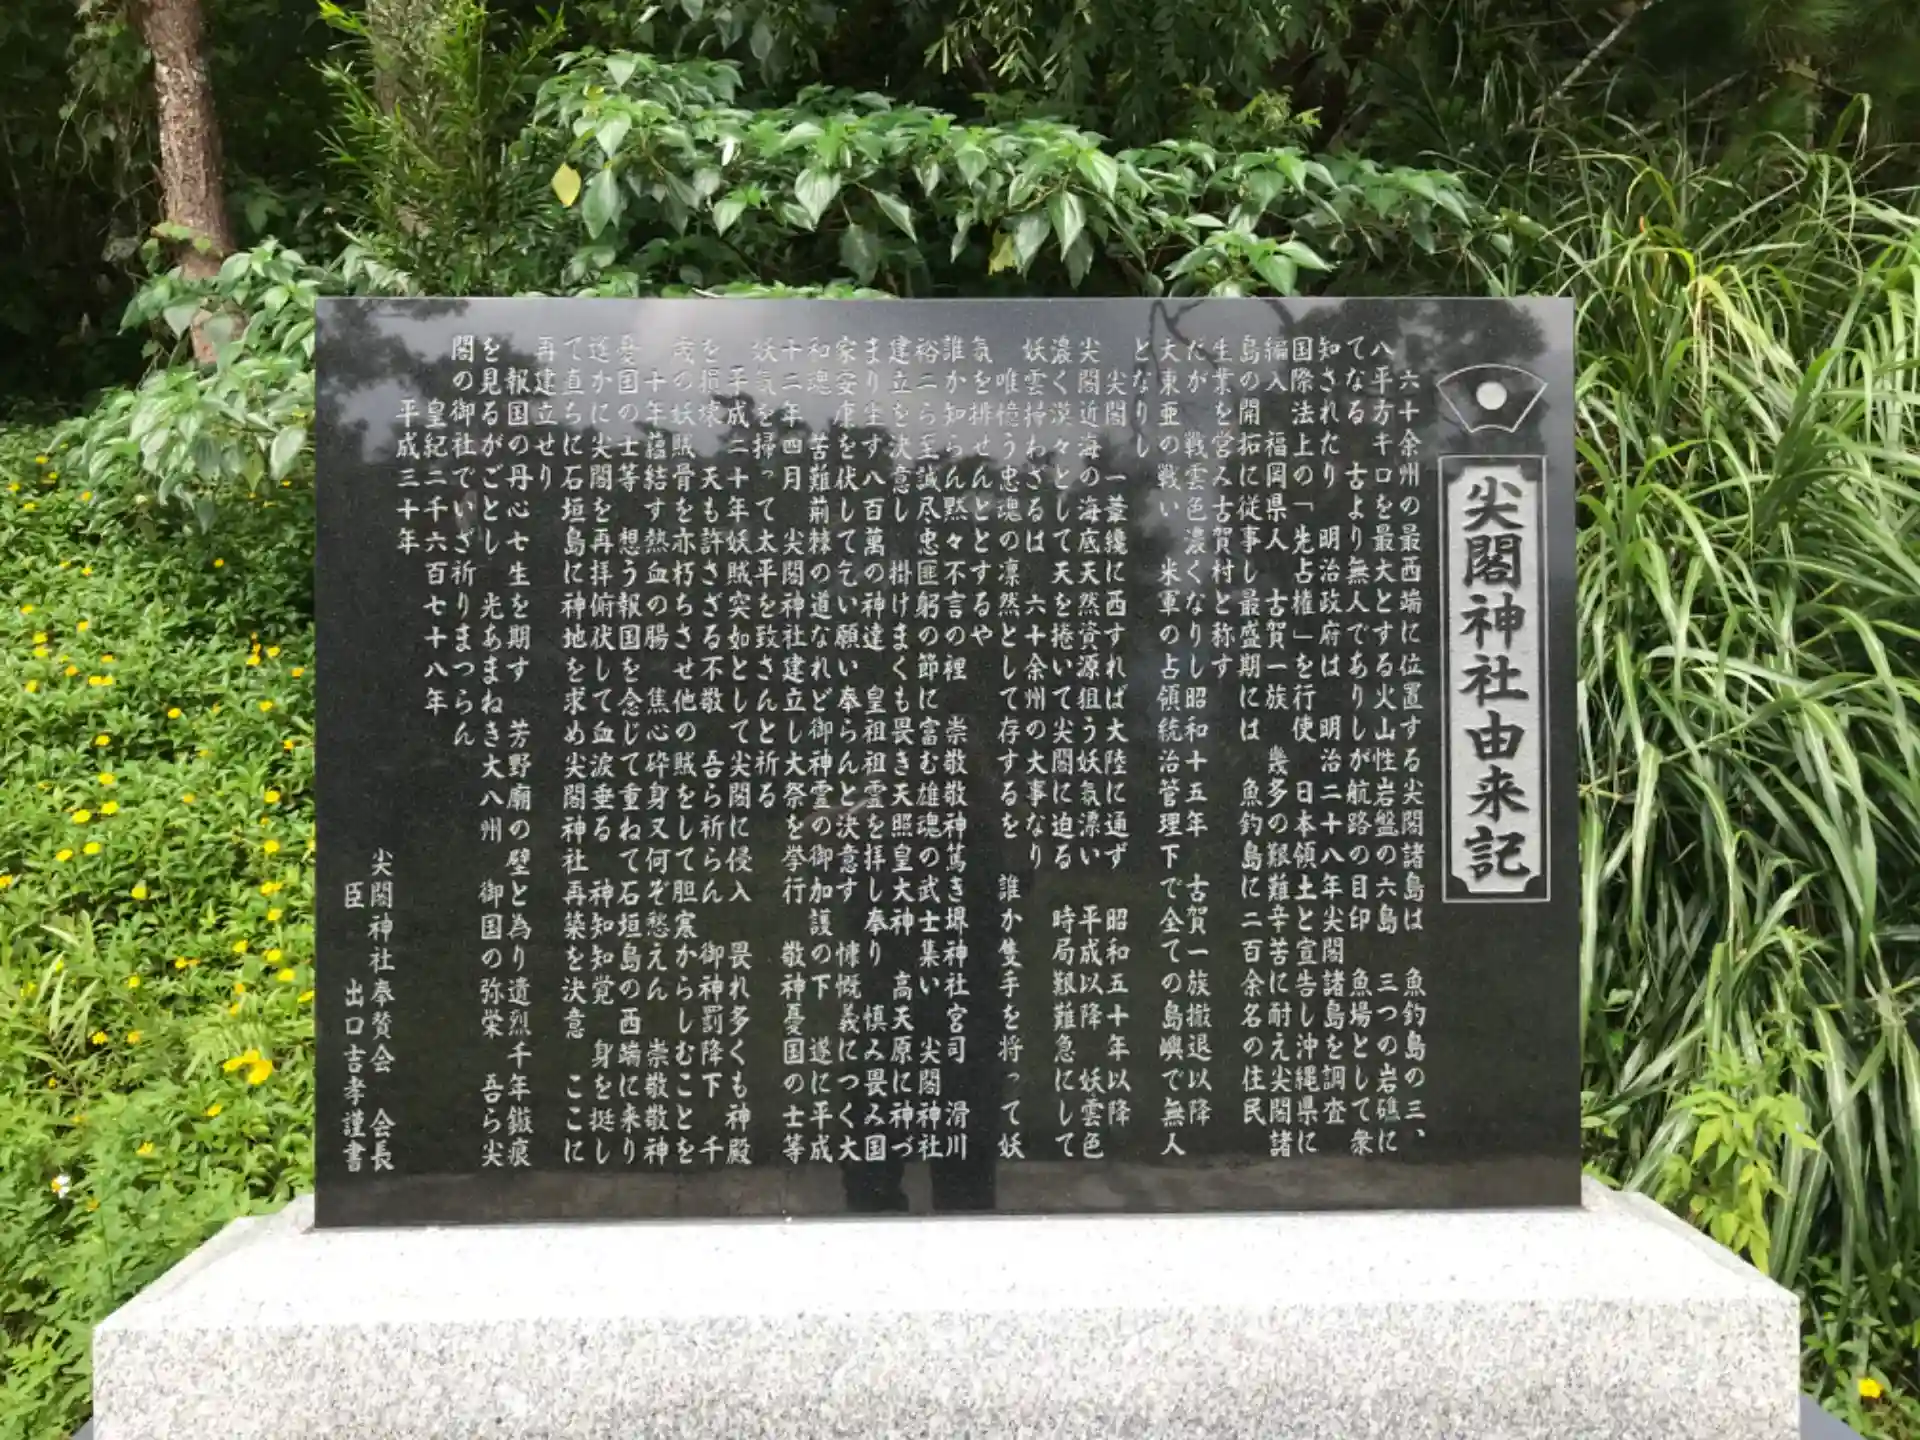 尖閣神社由来記
六十余州の最西端に位置する尖閣諸島は　魚釣島の三、
八平方キロを最大とする火山性岩盤の六島　三つの岩礁に
てなる　古より無人でありしが航路の目印　魚場として衆
知されたり　明治政府は　明治二十八年尖閣諸島を調査
国際法上の「先占権」を行使　日本領土と宣告し沖縄県に
編入　福岡県人　古賀一族　幾多の艱難辛苦に耐え尖閣諸
島の開拓に従事し最盛期には　魚釣島に二百余名の住民
生業を営み古賀村と称す
だが　戦雲色濃くなりし昭和十五年　古賀一族撤退以降
大東亜の戦い　米軍の占領統治管理下で全ての島嶼で無人
となりし
尖閣　一葦纔に西すれば大陸に通ず　昭和五十年以降
尖閣近海の海底天然資源狙う妖気漂い　平成以降　妖雲色
濃く漠々として天を捲いて尖閣に迫る　時局艱難急にして
妖雲掃わざるは　六十余州の大事なり
唯憶う忠魂の凛然として存するを　誰か隻手を将って妖
気を排せんととするや
誰か知らん黙々不言の裡　崇敬敬神篤き堺神社宮司　滑川
裕二ら至誠尽忠匪躬の節に富む雄魂の武士集い　尖閣神社
建立を決意し　掛けまくも畏き天照皇大神　高天原に神づ
まり生す八百萬の神達　皇祖祖霊を拝し奉り　慎み畏み国
家安康を伏して乞い願い奉らんと決意す　慷慨義につく大
和魂　苦難荊棘の道なれど御神霊の御加護の下　遂に平成
十二年四月　尖閣神社建立し大祭を挙行　敬神憂国の士等
妖気を掃って太平を致さんと祈る
平成二十年妖賊突如として尖閣に侵入　畏れ多くも神殿
を損壊　天も許さざる不敬　吾ら祈らん　御神罰降下　千
歳の妖賊骨を亦朽ちさせ他の賊をして胆寒からしむことを
十年蘊結す熱血の腸　焦心砕身又何ぞ愁えん　崇敬敬神
憂国の士等　想う報国を念じて重ねて石垣島の西端に来り
遥かに尖閣を再拝俯伏して血涙垂る　神知知覚　身を挺し
て直ちに石垣島に神地を求め尖閣神社再築を決意　ここに
再建立せり
報国の丹心七生を期す　芳野廟の壁と為り遺烈千年鐵痕
を見るがごとし　光あまねき大八州　御国の弥栄　吾ら尖
閣の御社でいざ祈りまつらん
皇紀二千六百七十八年
平成三十年
尖閣神社奉賛会　会長
臣　出口吉孝謹書